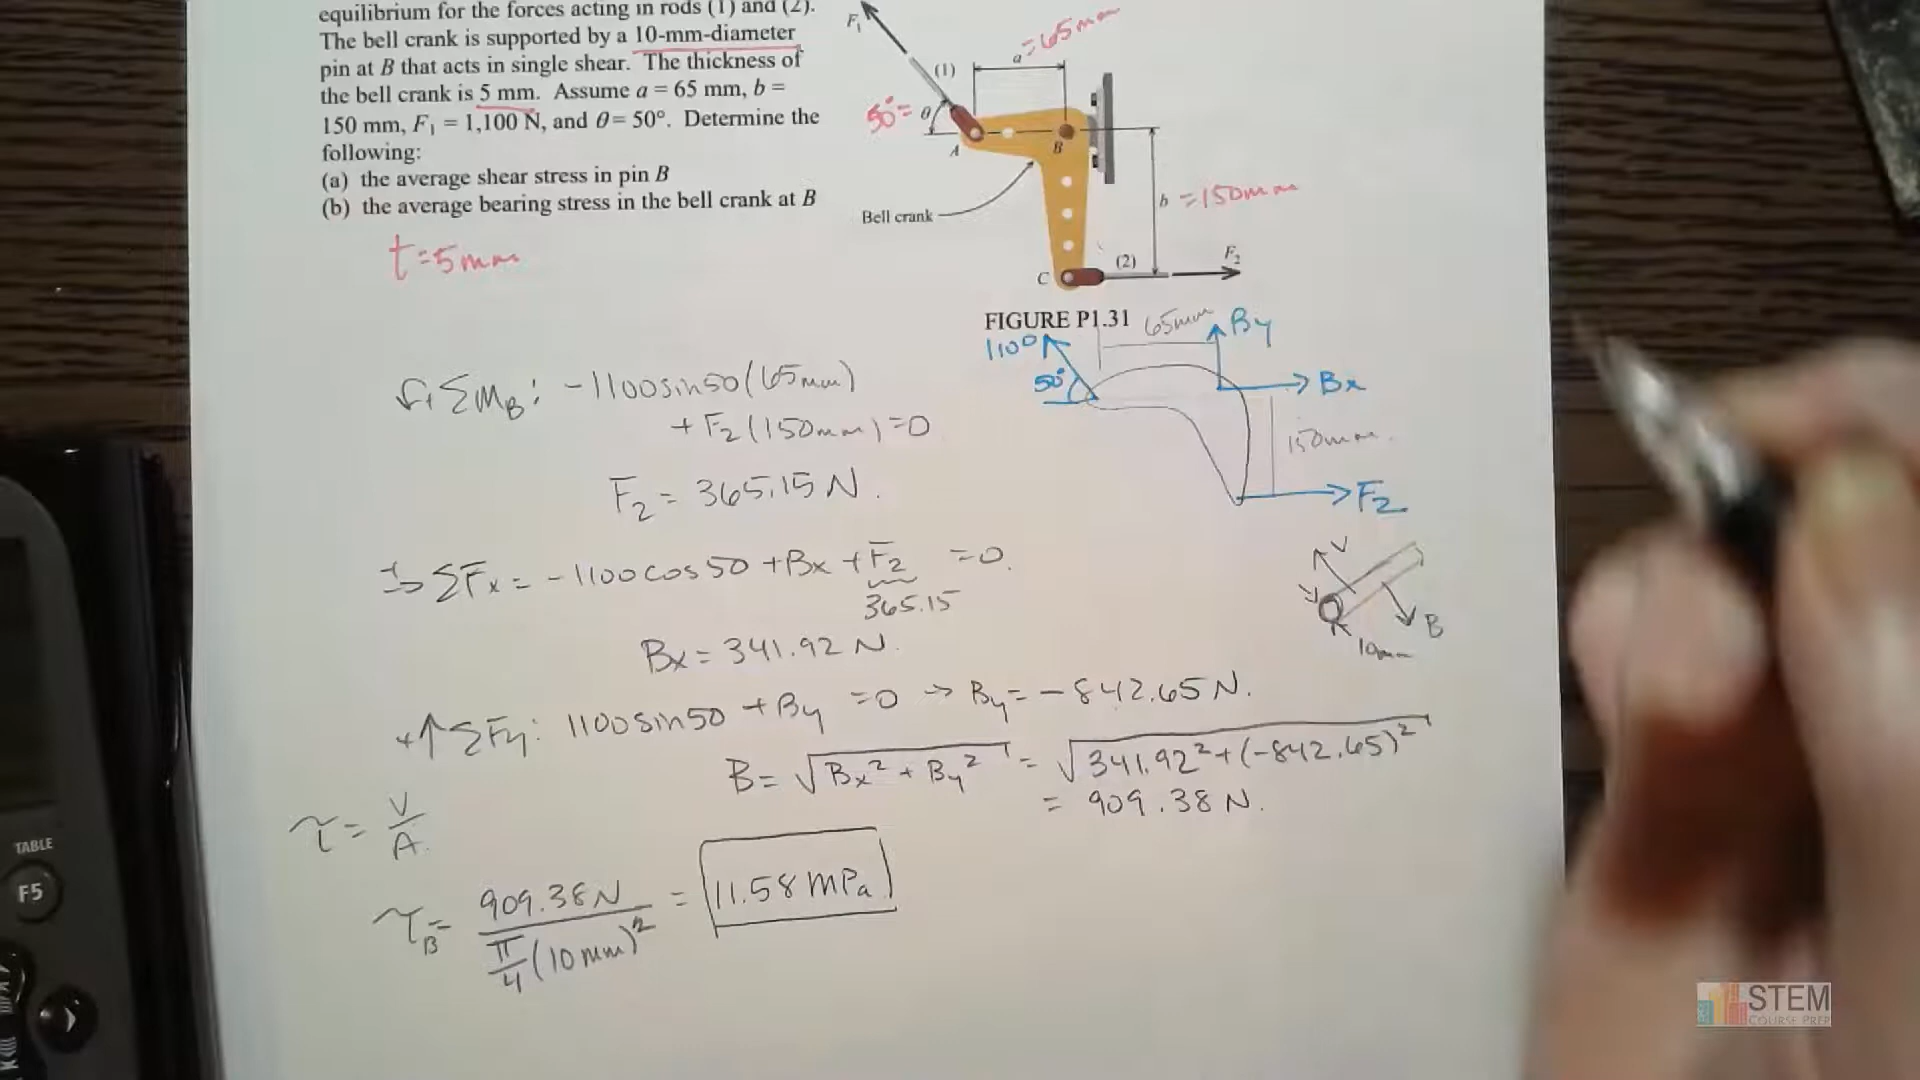 equilibrium for the forces acting in rods (1) and (2).
The bell crank is supported by a 10-mm-diameter
pin at B that acts in single shear. The thickness of
the bell crank is 5 mm. Assume a = 65 mm, b =
150 mm, F₁ = 1,100 N, and θ = 50°. Determine the
following:
(a) the average shear stress in pin B
(b) the average bearing stress in the bell crank at B
t=5mm
F₁
(1)
a =65mm
50°= θ
A
B
b =150mm
Bell crank
C
(2)
F₂
FIGURE P1.31
65mm
By
1100
50°
Bx
150mm.
F2
ΣM_B: -1100sin50(65mm)
+ F₂(150mm)=0
F₂ = 365.15 N.
+→ ΣFx = -1100cos50 +Bx +F₂ =0.
365.15
Bx = 341.92 N.
V
B
10mm
+↑ ΣFy: 1100sin50 +By =0 → By = -842.65 N.
B = √(Bx² + By²) = √(341.92²+(-842.65)²)
= 909.38 N.
τ = V/A.
τ_B = 909.38N / (π/4 (10mm)²) = 11.58 MPa
TABLE
F5
STEM
COURSE PREP